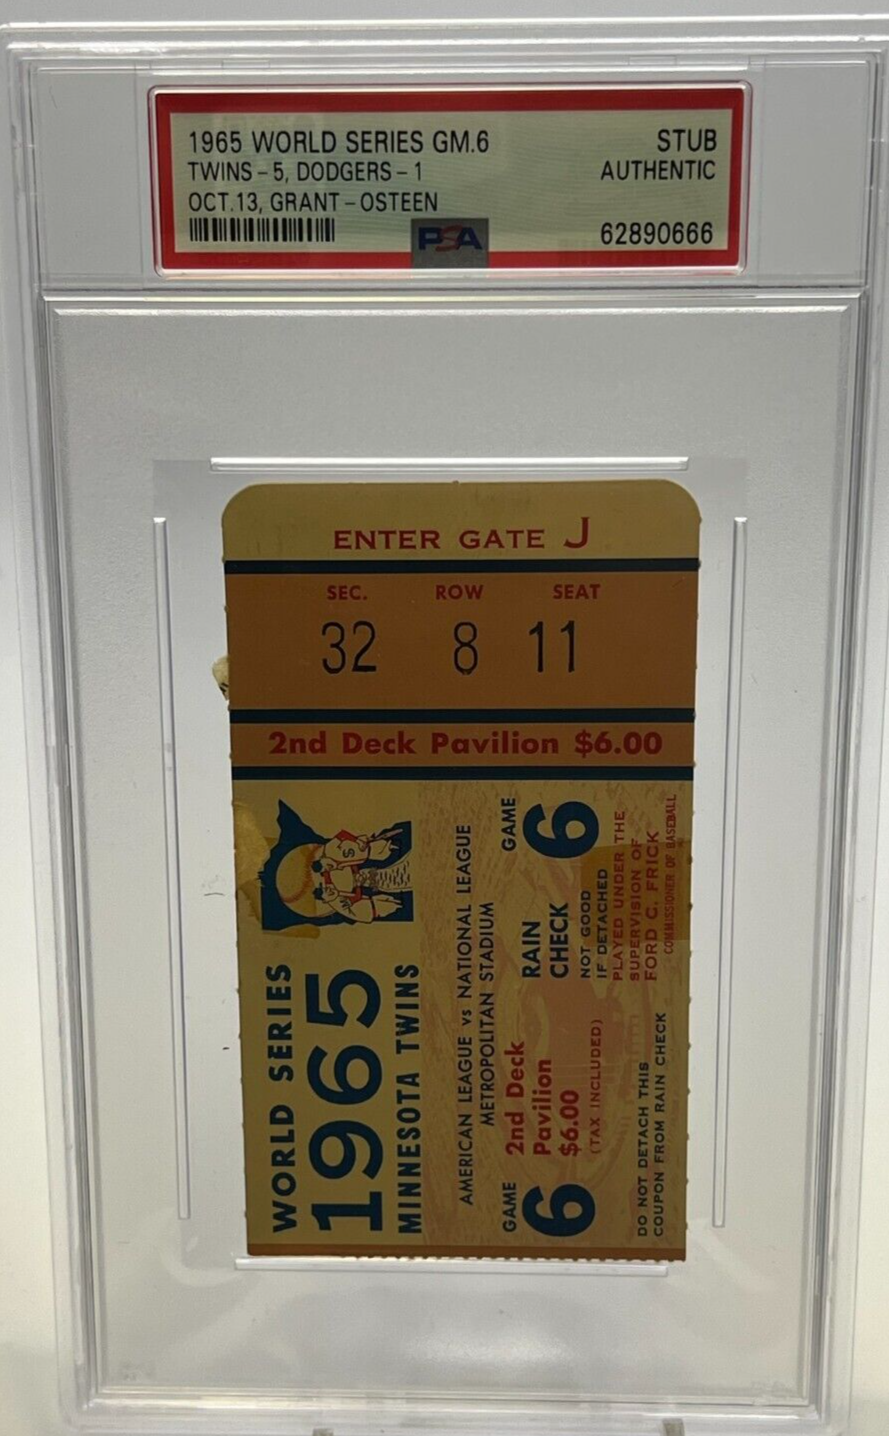 1965 WORLD SERIES GM.6
STUB
TWINS - 5, DODGERS - 1
AUTHENTIC
OCT.13, GRANT - OSTEEN
PSA
62890666
ENTER GATE J
SEC. ROW SEAT
32 8 11
2nd Deck Pavilion $6.00
WORLD SERIES
1965
MINNESOTA TWINS
$
AMERICAN LEAGUE vs NATIONAL LEAGUE
METROPOLITAN STADIUM
GAME
6
2nd Deck
Pavilion
$6.00
(TAX INCLUDED)
DO NOT DETACH THIS
COUPON FROM RAIN CHECK
GAME
6
RAIN
CHECK
NOT GOOD
IF DETACHED
PLAYED UNDER THE
SUPERVISION OF
FORD C. FRICK
COMMISSIONER OF BASEBALL